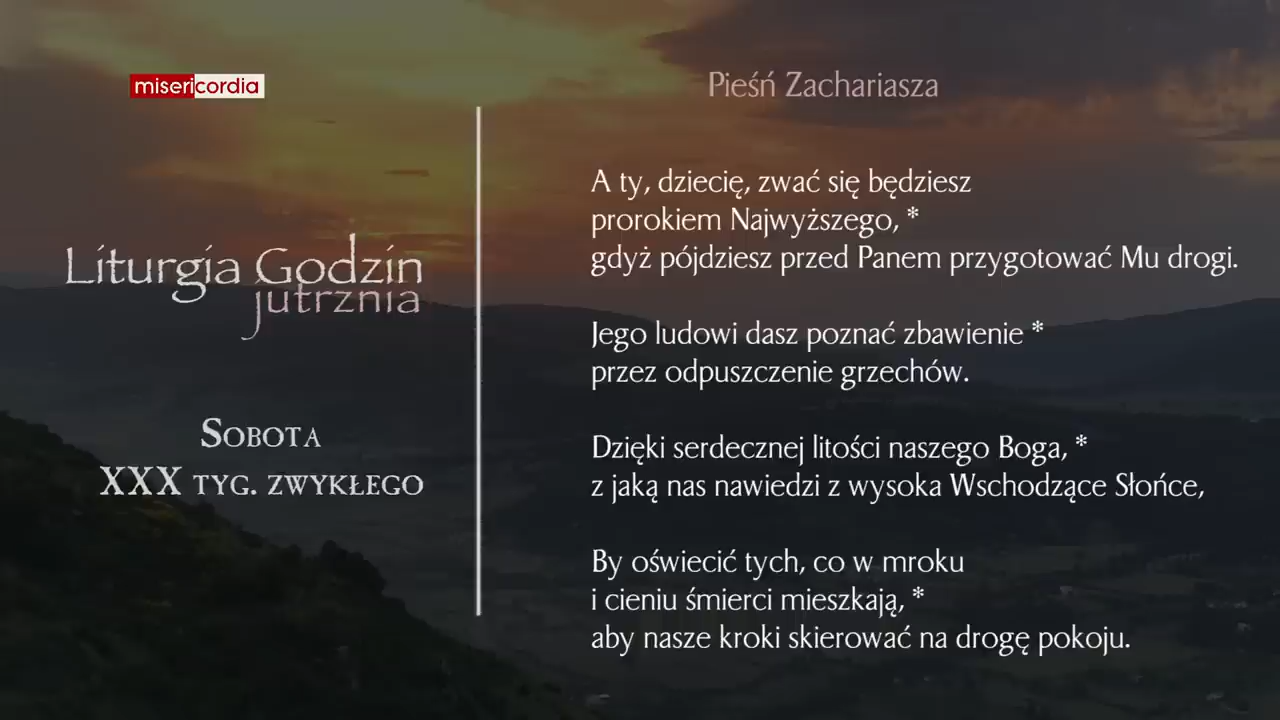 misericordia
Liturgia Godzin
jutrznia
Sobota
XXX tyg. zwykłego
Pieśń Zachariasza
A ty, dziecię, zwać się będziesz
prorokiem Najwyższego, *
gdyż pójdziesz przed Panem przygotować Mu drogi.
Jego ludowi dasz poznać zbawienie *
przez odpuszczenie grzechów.
Dzięki serdecznej litości naszego Boga, *
z jaką nas nawiedzi z wysoka Wschodzące Słońce,
By oświecić tych, co w mroku
i cieniu śmierci mieszkają, *
aby nasze kroki skierować na drogę pokoju.